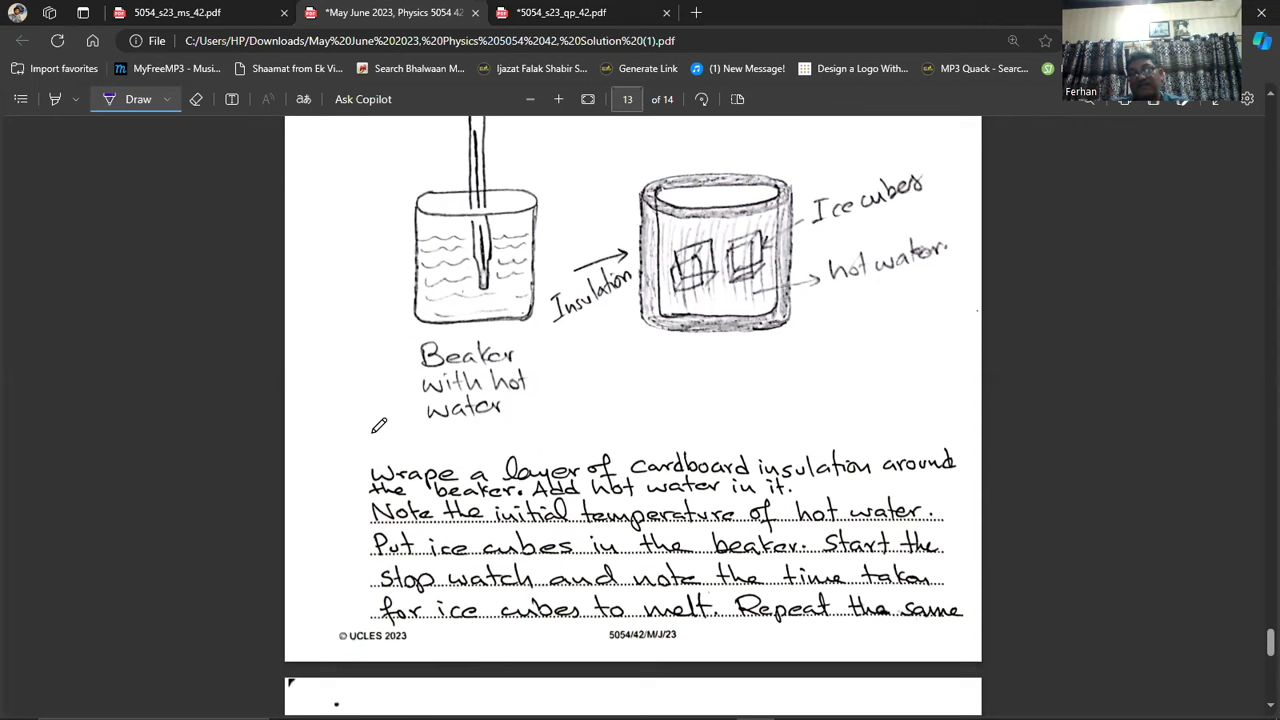 5054_s23_ms_42.pdf
*May June 2023, Physics 5054 42
*5054_s23_qp_42.pdf
File
C:/Users/HP/Downloads/May%20June%202023,%20Physics%205054%2042,%20Solution%20(1).pdf
Import favorites
MyFreeMP3 - Musi...
Shaamat from Ek Vi...
Search Bhalwaan M...
Ijazat Falak Shabir S...
Generate Link
(1) New Message!
Design a Logo With...
MP3 Quack - Searc...
Ferhan
Draw
Ask Copilot
13 of 14
Ice cubes
hot water.
Insulation
Beaker
with hot
water
Wrape a layer of cardboard insulation around
the beaker. Add hot water in it.
Note the initial temperature of hot water.
Put ice cubes in the beaker. Start the
stop watch and note the time taken
for ice cubes to melt. Repeat the same
© UCLES 2023
5054/42/M/J/23